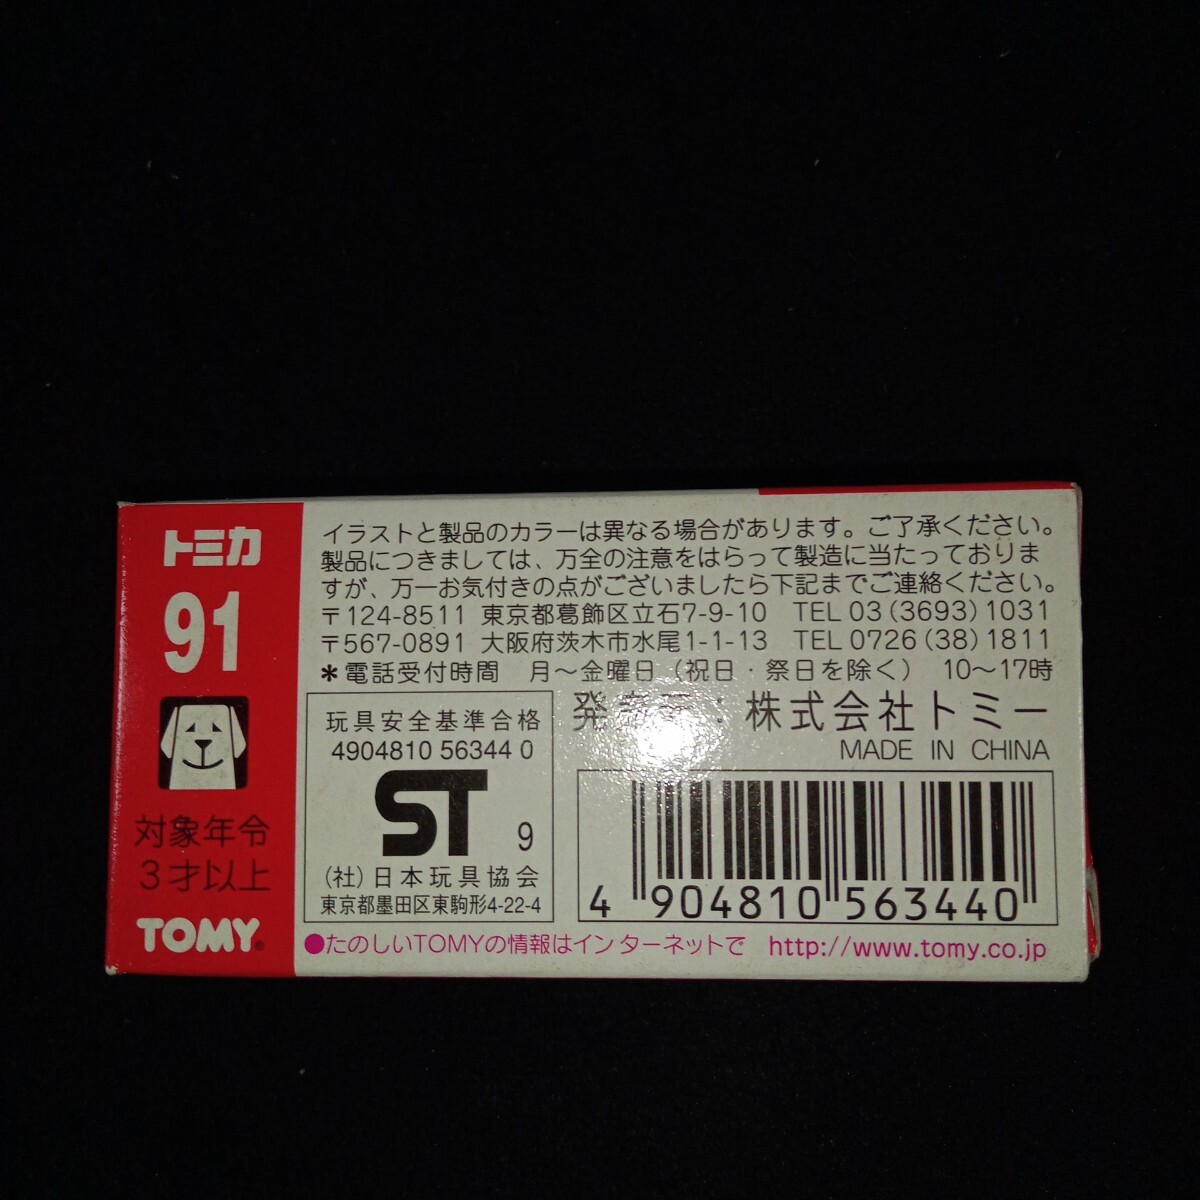 トミカ
91
対象年令
3才以上
TOMY®
イラストと製品のカラーは異なる場合があります。ご了承ください。
製品につきましては、万全の注意をはらって製造に当たっておりま
すが、万一お気付きの点がございましたら下記までご連絡ください。
〒124-8511 東京都葛飾区立石7-9-10 TEL 03(3693)1031
〒567-0891 大阪府茨木市水尾1-1-13 TEL 0726(38)1811
＊電話受付時間 月～金曜日（祝日・祭日を除く） 10～17時
玩具安全基準合格
4904810 56344 0
ST 9
(社)日本玩具協会
東京都墨田区東駒形4-22-4
発売元：株式会社トミー
MADE IN CHINA
4 904810 563440
●たのしいTOMYの情報はインターネットで http://www.tomy.co.jp